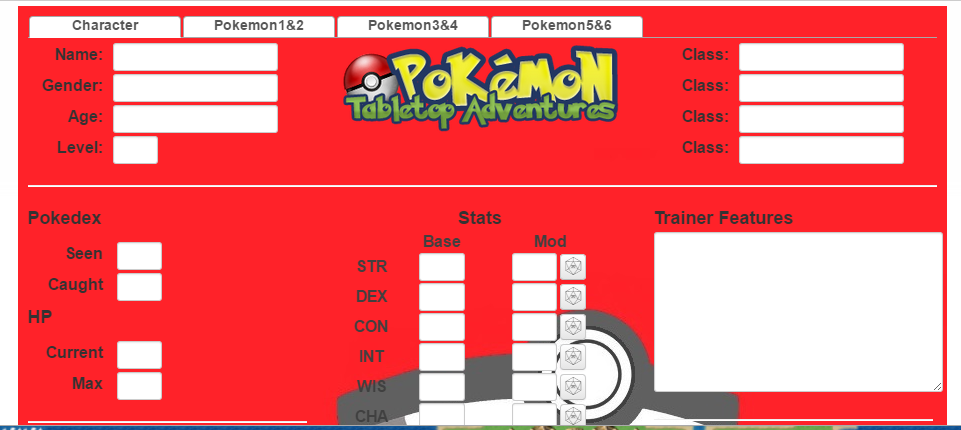 Character Pokemon1&2 Pokemon3&4 Pokemon5&6
Name:
Gender:
Age:
Level:
POKéMON
Tabletop Adventures
Class:
Class:
Class:
Class:
Pokedex
Seen
Caught
HP
Current
Max
Stats
Base Mod
STR
DEX
CON
INT
WIS
CHA
Trainer Features